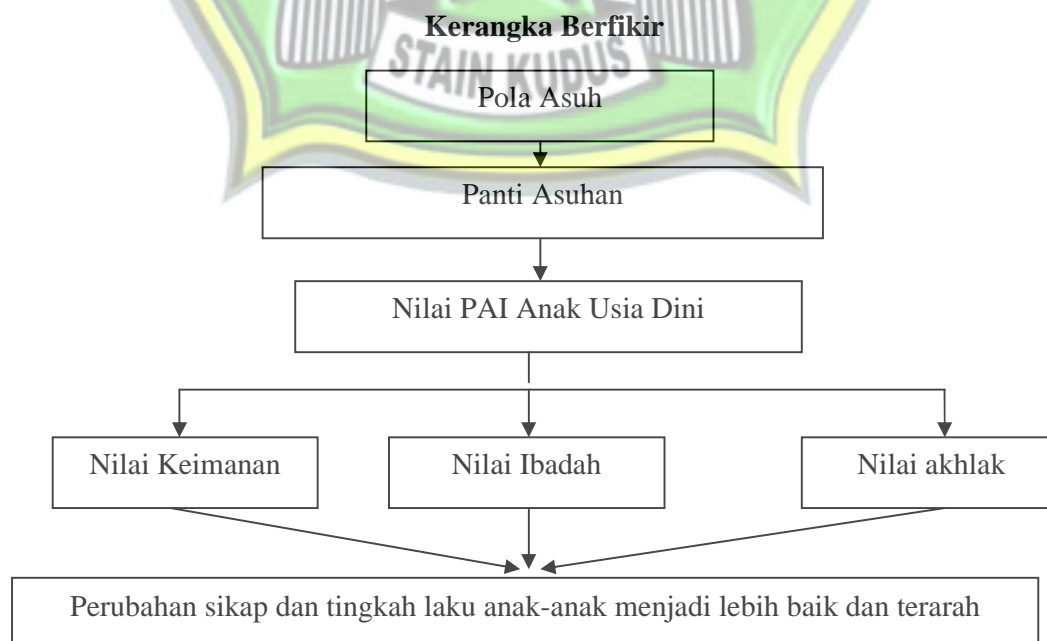 Kerangka Berfikir
STAIN KUDUS
Pola Asuh
Panti Asuhan
Nilai PAI Anak Usia Dini
Nilai Keimanan
Nilai Ibadah
Nilai akhlak
Perubahan sikap dan tingkah laku anak-anak menjadi lebih baik dan terarah